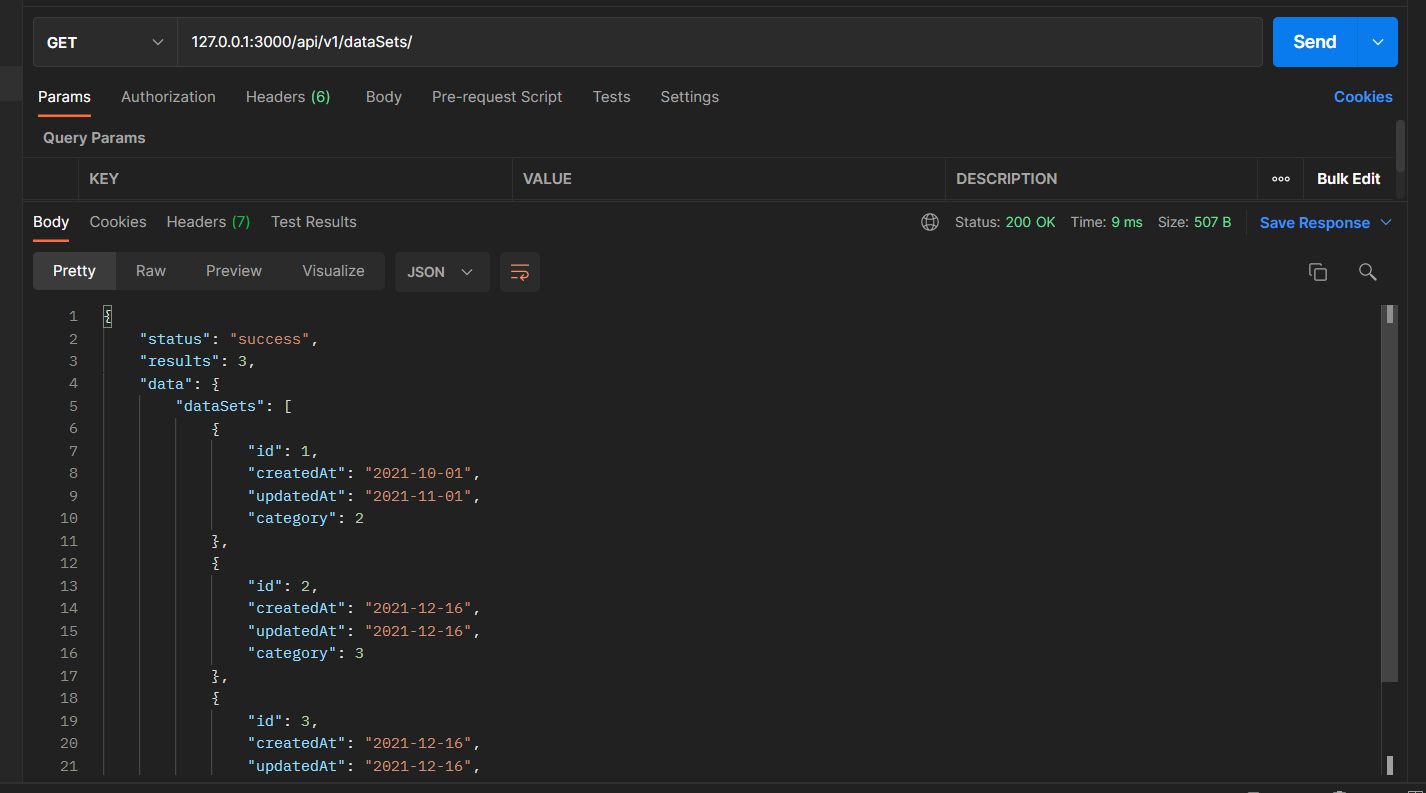 GET 127.0.0.1:3000/api/v1/dataSets/ Send
Params Authorization Headers (6) Body Pre-request Script Tests Settings Cookies
Query Params
KEY VALUE DESCRIPTION ooo Bulk Edit
Body Cookies Headers (7) Test Results Status: 200 OK Time: 9 ms Size: 507 B Save Response
Pretty Raw Preview Visualize JSON
1 {
2 "status": "success",
3 "results": 3,
4 "data": {
5 "dataSets": [
6 {
7 "id": 1,
8 "createdAt": "2021-10-01",
9 "updatedAt": "2021-11-01",
10 "category": 2
11 },
12 {
13 "id": 2,
14 "createdAt": "2021-12-16",
15 "updatedAt": "2021-12-16",
16 "category": 3
17 },
18 {
19 "id": 3,
20 "createdAt": "2021-12-16",
21 "updatedAt": "2021-12-16",